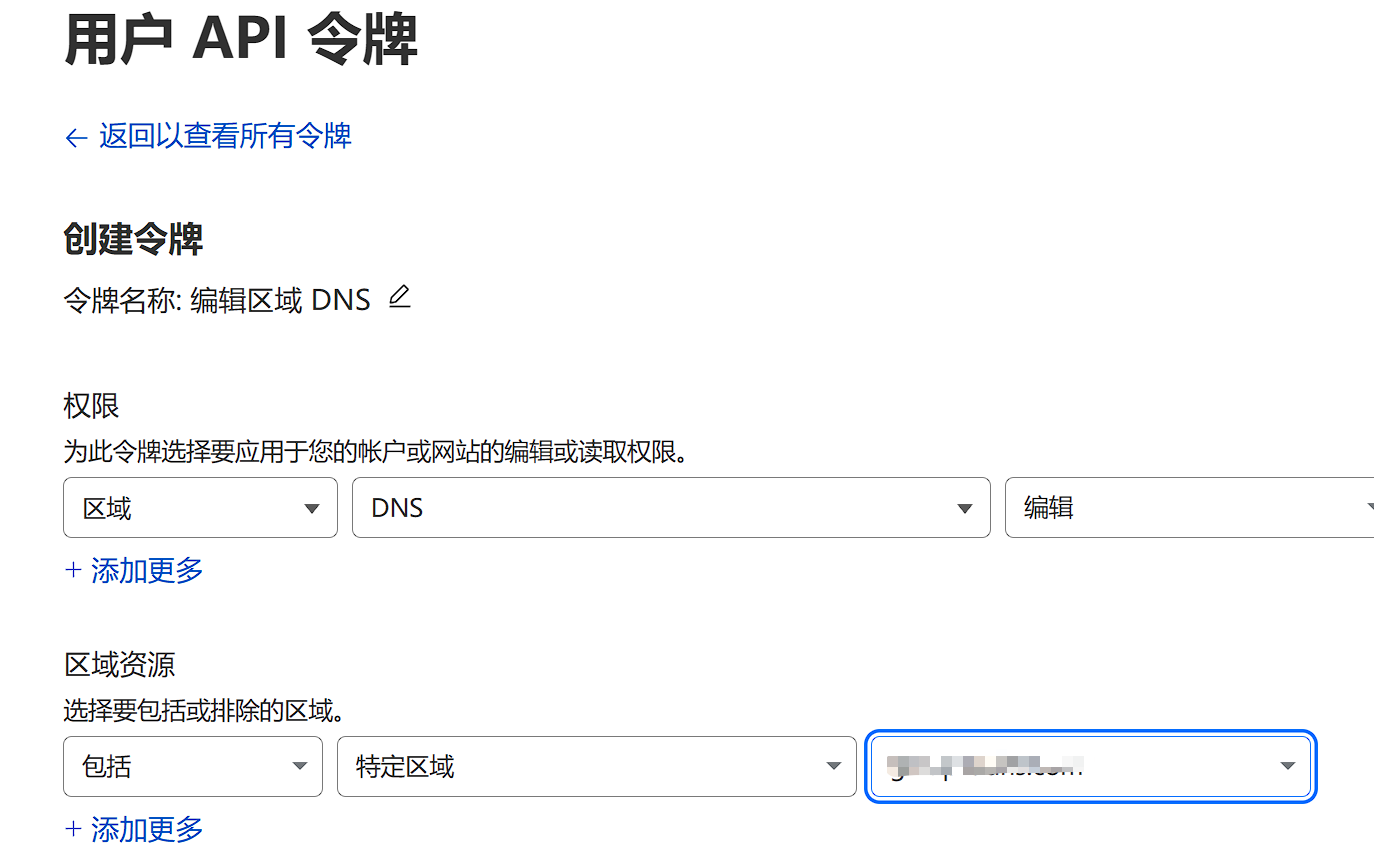 用户 API 令牌
← 返回以查看所有令牌
创建令牌
令牌名称: 编辑区域 DNS
权限
为此令牌选择要应用于您的帐户或网站的编辑或读取权限。
区域 DNS 编辑
+ 添加更多
区域资源
选择要包括或排除的区域。
包括 特定区域
+ 添加更多